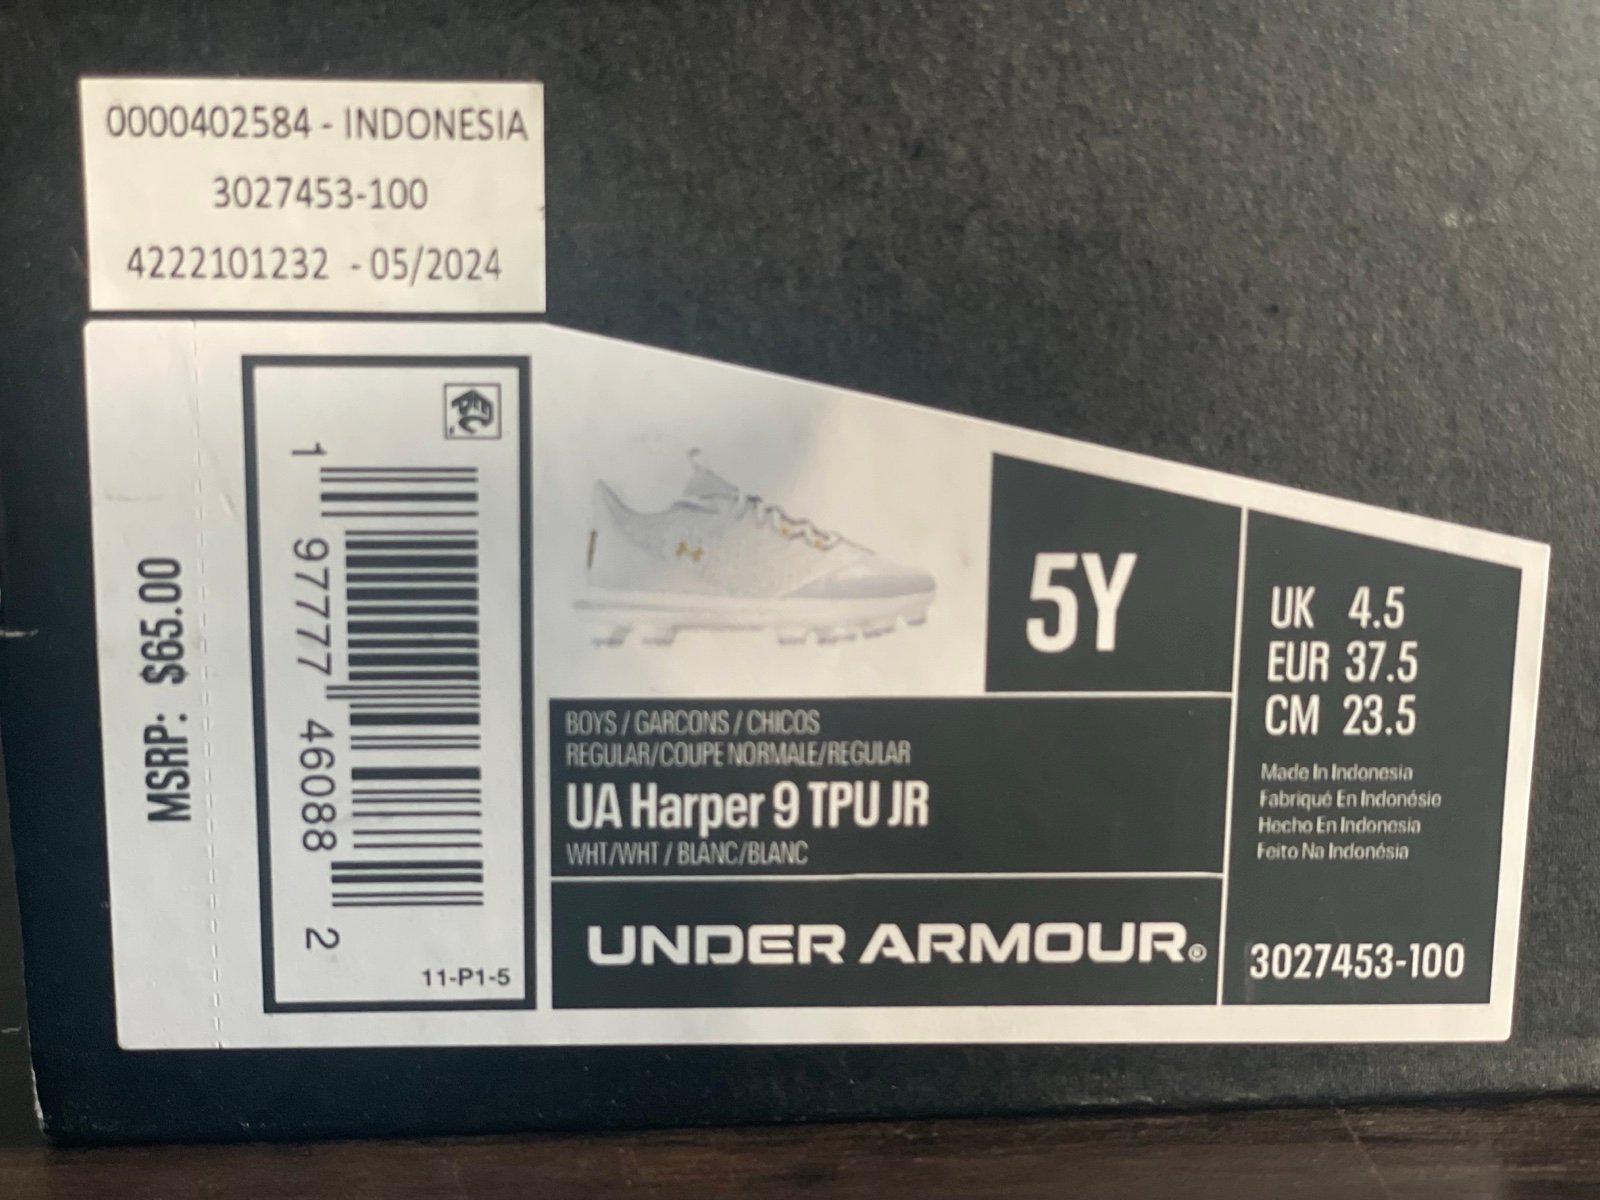 0000402584 - INDONESIA
3027453-100
4222101232 - 05/2024
MSRP: $65.00
1 97777 46088 2
11-P1-5
5Y
UK 4.5
EUR 37.5
CM 23.5
BOYS / GARCONS / CHICOS
REGULAR/COUPE NORMALE/REGULAR
UA Harper 9 TPU JR
WHT/WHT / BLANC/BLANC
Made In Indonesia
Fabriqué En Indonésie
Hecho En Indonesia
Feito Na Indonésia
UNDER ARMOUR®
3027453-100